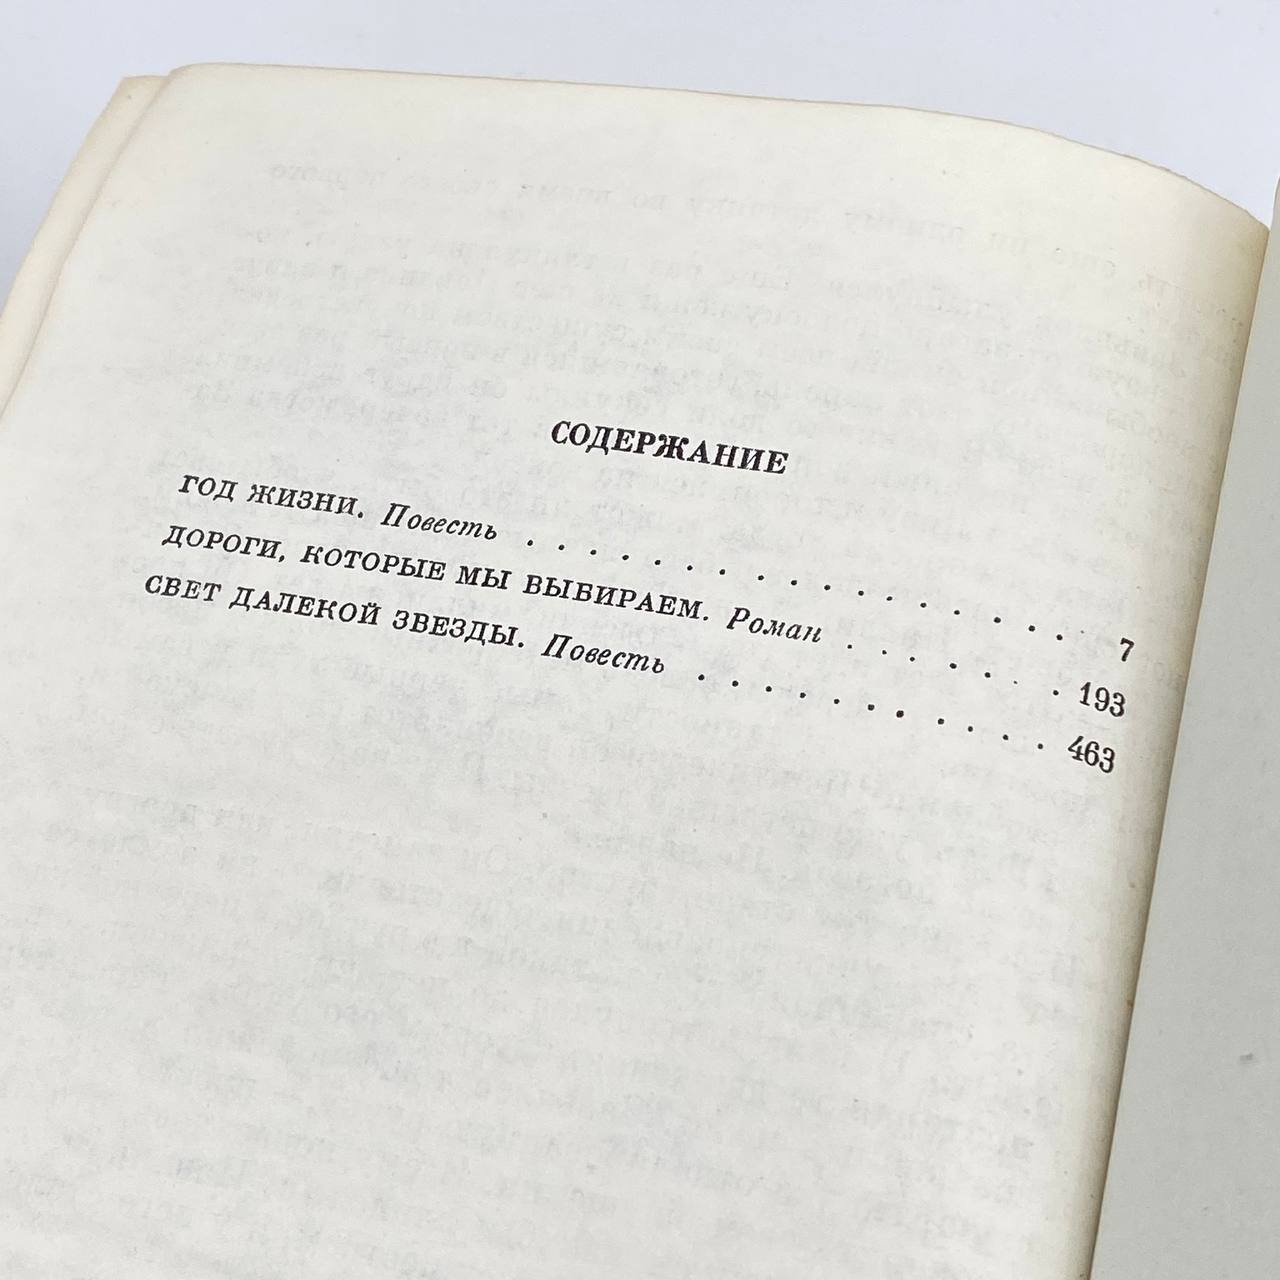 СОДЕРЖАНИЕ
ГОД ЖИЗНИ. Повесть . . . . . . . . . . . . . . . . . 7
ДОРОГИ, КОТОРЫЕ МЫ ВЫБИРАЕМ. Роман . . . . . . . 193
СВЕТ ДАЛЕКОЙ ЗВЕЗДЫ. Повесть . . . . . . . . . . . 463